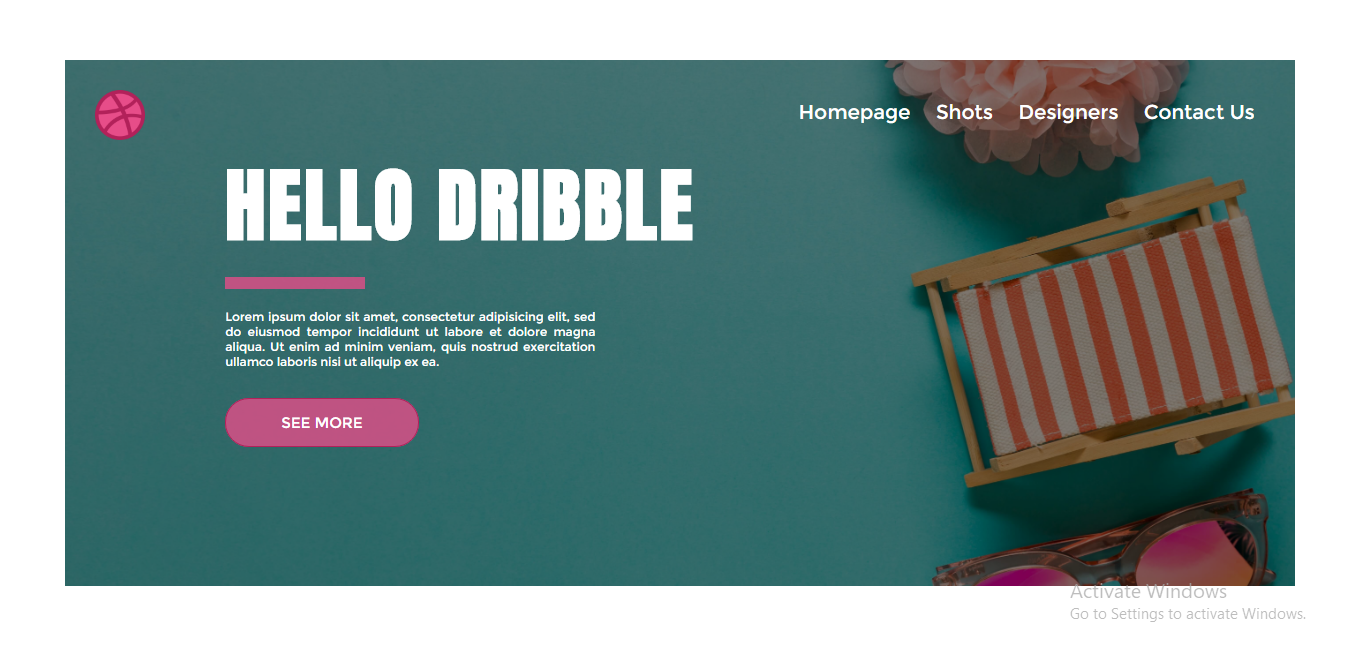 Homepage Shots Designers Contact Us
HELLO DRIBBLE
Lorem ipsum dolor sit amet, consectetur adipisicing elit, sed
do eiusmod tempor incididunt ut labore et dolore magna
aliqua. Ut enim ad minim veniam, quis nostrud exercitation
ullamco laboris nisi ut aliquip ex ea.
SEE MORE
Activate Windows
Go to Settings to activate Windows.